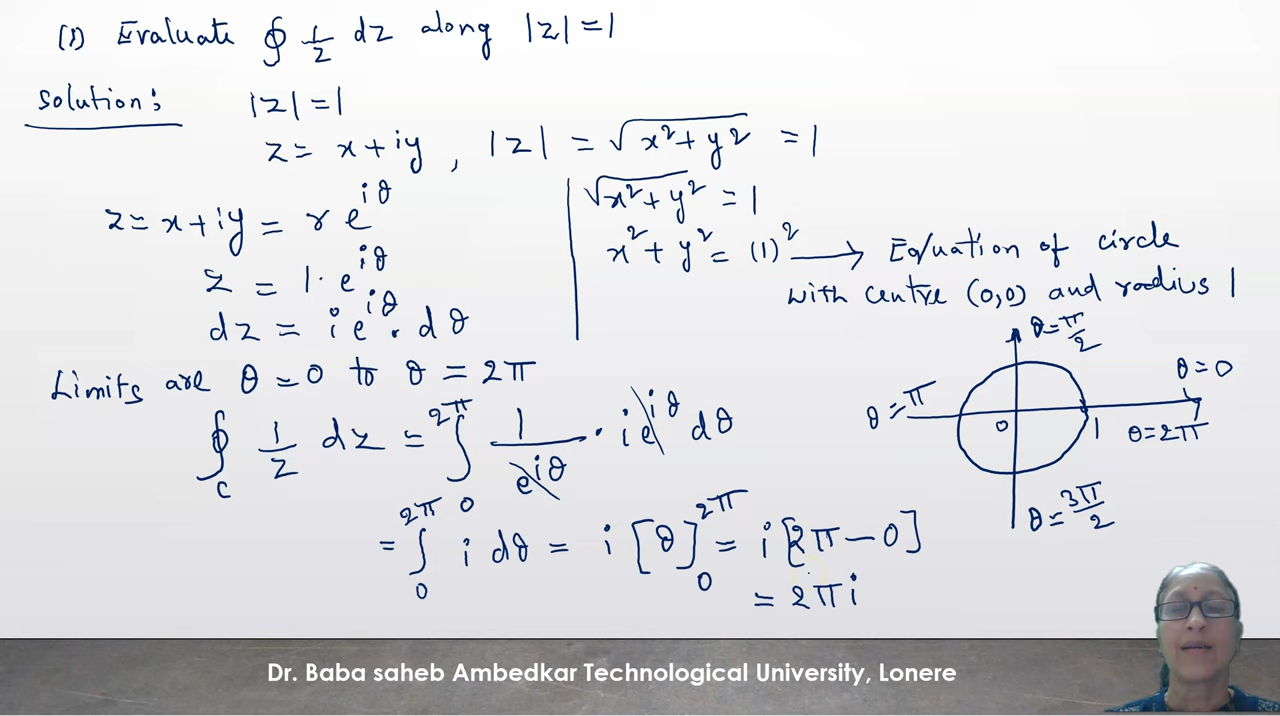 (1) Evaluate ∮ 1/z dz along |z| = 1
Solution: |z| = 1
z = x + iy , |z| = √(x² + y²) = 1
z = x + iy = r e^{iθ}
z = 1 · e^{iθ}
dz = i e^{iθ} · dθ
√(x² + y²) = 1
x² + y² = (1)² → Equation of circle
with centre (0,0) and radius 1
Limits are θ = 0 to θ = 2π
∮_C 1/z dz = ∫_0^{2π} 1/e^{iθ} · i e^{iθ} dθ
= ∫_0^{2π} i dθ = i [θ]_0^{2π} = i [2π − 0]
= 2πi
θ = π/2
θ = 0
θ = π
0
1
θ = 2π
θ = 3π/2
Dr. Baba saheb Ambedkar Technological University, Lonere